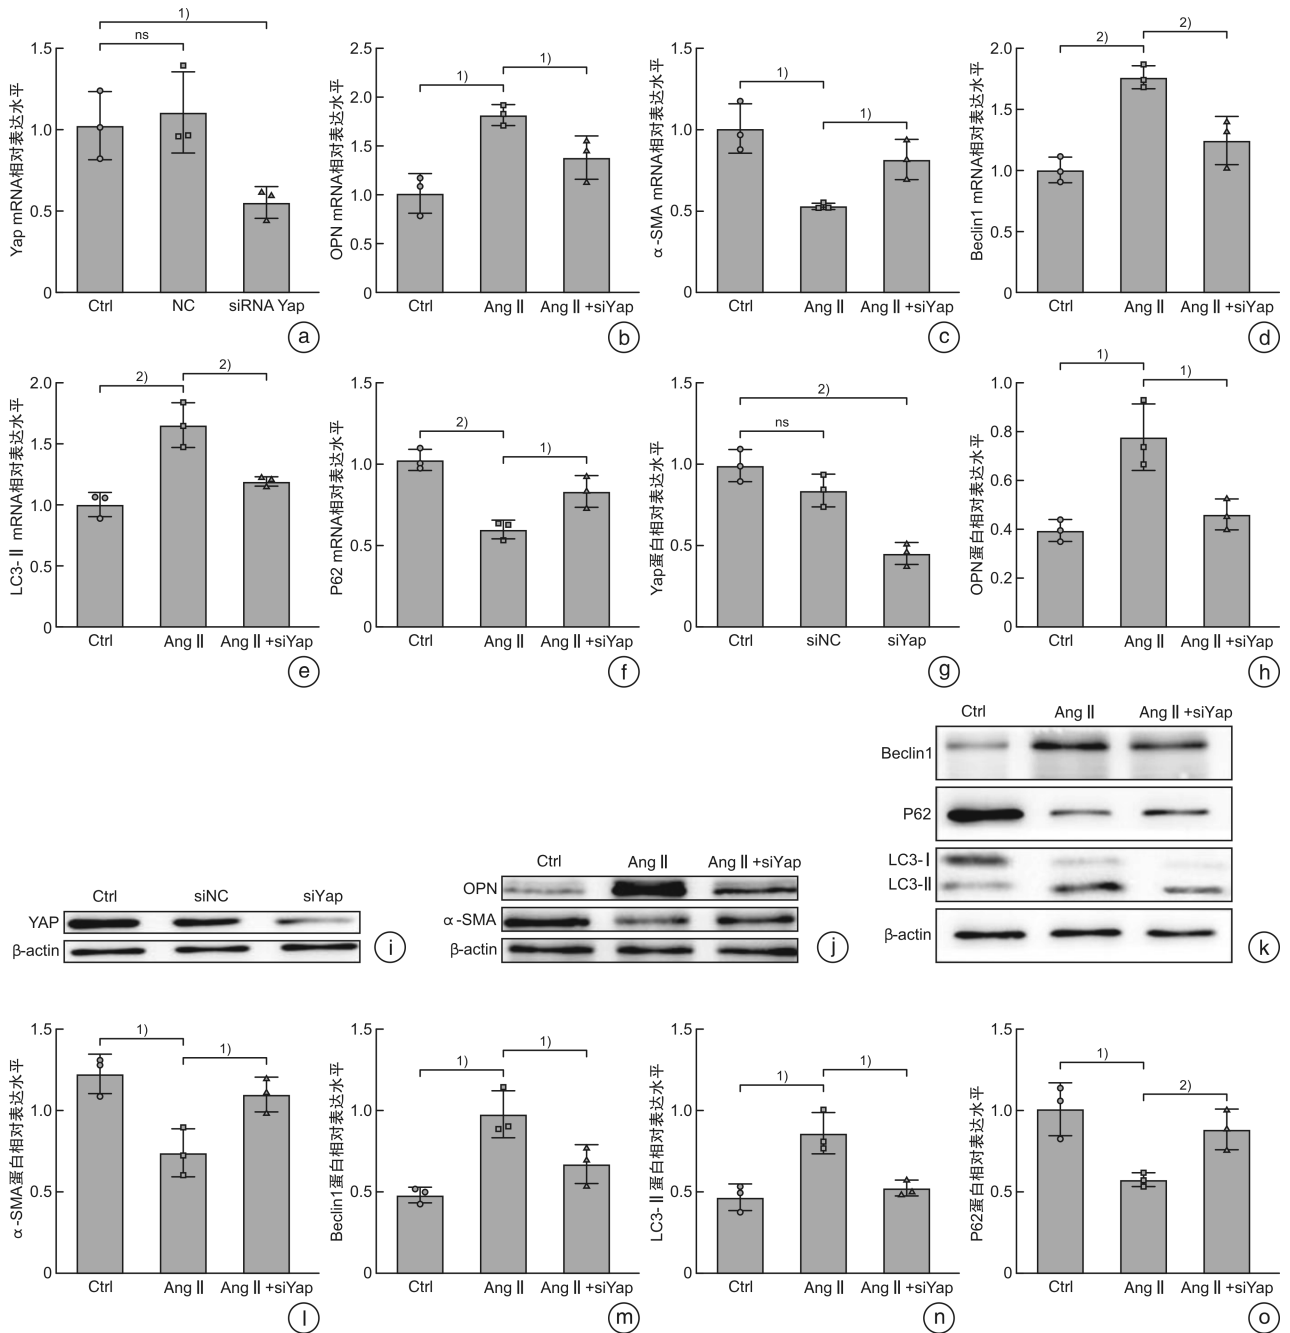 1)
ns
Yap mRNA相对表达水平
1.5
1.0
0.5
0
Ctrl NC siRNA Yap
a
1)
1)
OPN mRNA相对表达水平
2.5
2.0
1.5
1.0
0.5
0
Ctrl Ang Ⅱ Ang Ⅱ +siYap
b
1)
1)
α-SMA mRNA相对表达水平
1.5
1.0
0.5
0
Ctrl Ang Ⅱ Ang Ⅱ +siYap
c
2)
2)
Beclin1 mRNA相对表达水平
2.0
1.5
1.0
0.5
0
Ctrl Ang Ⅱ Ang Ⅱ +siYap
d
2)
2)
LC3-Ⅱ mRNA相对表达水平
2.0
1.5
1.0
0.5
0
Ctrl Ang Ⅱ Ang Ⅱ +siYap
e
2)
1)
P62 mRNA相对表达水平
1.5
1.0
0.5
0
Ctrl Ang Ⅱ Ang Ⅱ +siYap
f
2)
ns
Yap蛋白相对表达水平
1.5
1.0
0.5
0
Ctrl siNC siYap
g
1)
1)
OPN蛋白相对表达水平
1.0
0.8
0.6
0.4
0.2
0
Ctrl Ang Ⅱ Ang Ⅱ +siYap
h
Ctrl siNC siYap
YAP
β-actin
i
Ctrl Ang Ⅱ Ang Ⅱ +siYap
OPN
α-SMA
β-actin
j
Ctrl Ang Ⅱ Ang Ⅱ +siYap
Beclin1
P62
LC3-Ⅰ
LC3-Ⅱ
β-actin
k
1)
1)
α-SMA蛋白相对表达水平
1.5
1.0
0.5
0
Ctrl Ang Ⅱ Ang Ⅱ +siYap
l
1)
1)
Beclin1蛋白相对表达水平
1.5
1.0
0.5
0
Ctrl Ang Ⅱ Ang Ⅱ +siYap
m
1)
1)
LC3-Ⅱ蛋白相对表达水平
1.5
1.0
0.5
0
Ctrl Ang Ⅱ Ang Ⅱ +siYap
n
1)
2)
P62蛋白相对表达水平
1.5
1.0
0.5
0
Ctrl Ang Ⅱ Ang Ⅱ +siYap
o